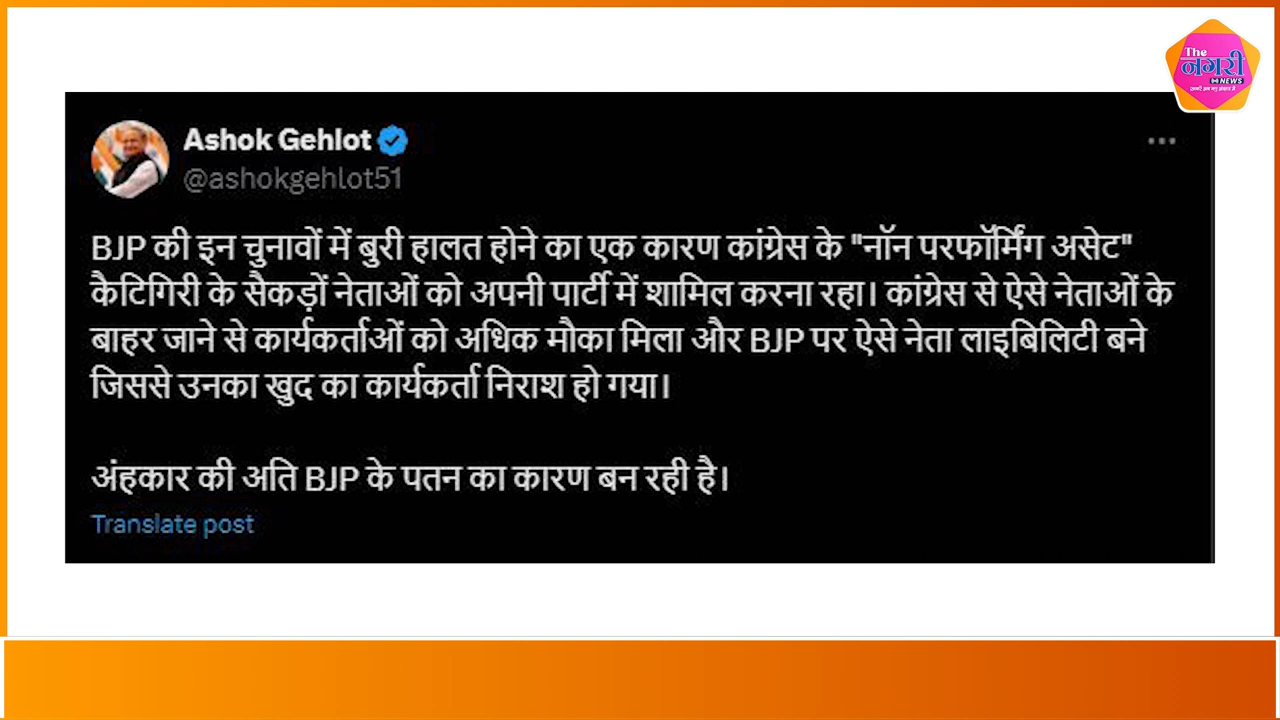 The
नगरी
NEWS
Ashok Gehlot
@ashokgehlot51
BJP की इन चुनावों में बुरी हालत होने का एक कारण कांग्रेस के "नॉन परफॉर्मिंग असेट"
कैटिगिरी के सैकड़ों नेताओं को अपनी पार्टी में शामिल करना रहा। कांग्रेस से ऐसे नेताओं के
बाहर जाने से कार्यकर्ताओं को अधिक मौका मिला और BJP पर ऐसे नेता लाइबिलिटी बने
जिससे उनका खुद का कार्यकर्ता निराश हो गया।
अंहकार की अति BJP के पतन का कारण बन रही है।
Translate post